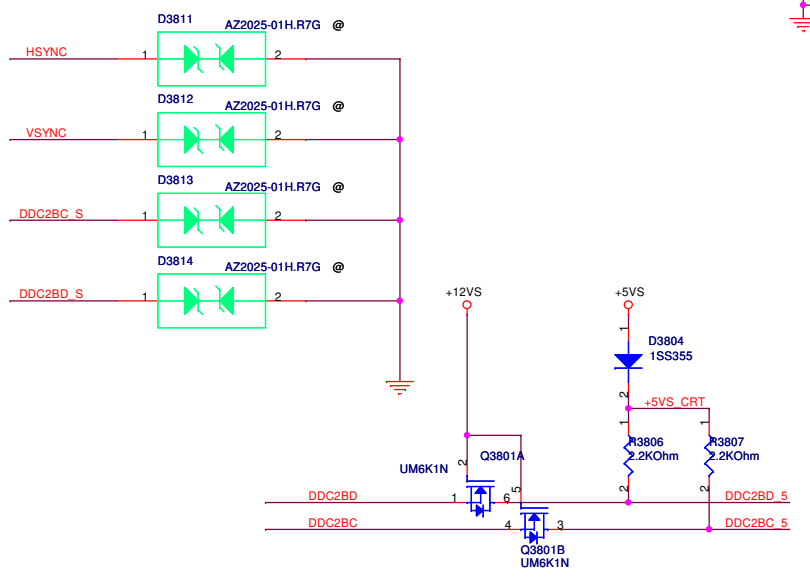 D3811
AZ2025-01H.R7G @
HSYNC 1 2
D3812
AZ2025-01H.R7G @
VSYNC 1 2
D3813
AZ2025-01H.R7G @
DDC2BC_S 1 2
D3814
AZ2025-01H.R7G @
DDC2BD_S 1 2
+12VS
+5VS
1
D3804
1SS355
2
+5VS_CRT
1 1
R3806 R3807
2.2KOhm 2.2KOhm
2 2
Q3801A
UM6K1N
2
5
DDC2BD 1 6 DDC2BD_5
DDC2BC 4 3 DDC2BC_5
Q3801B
UM6K1N